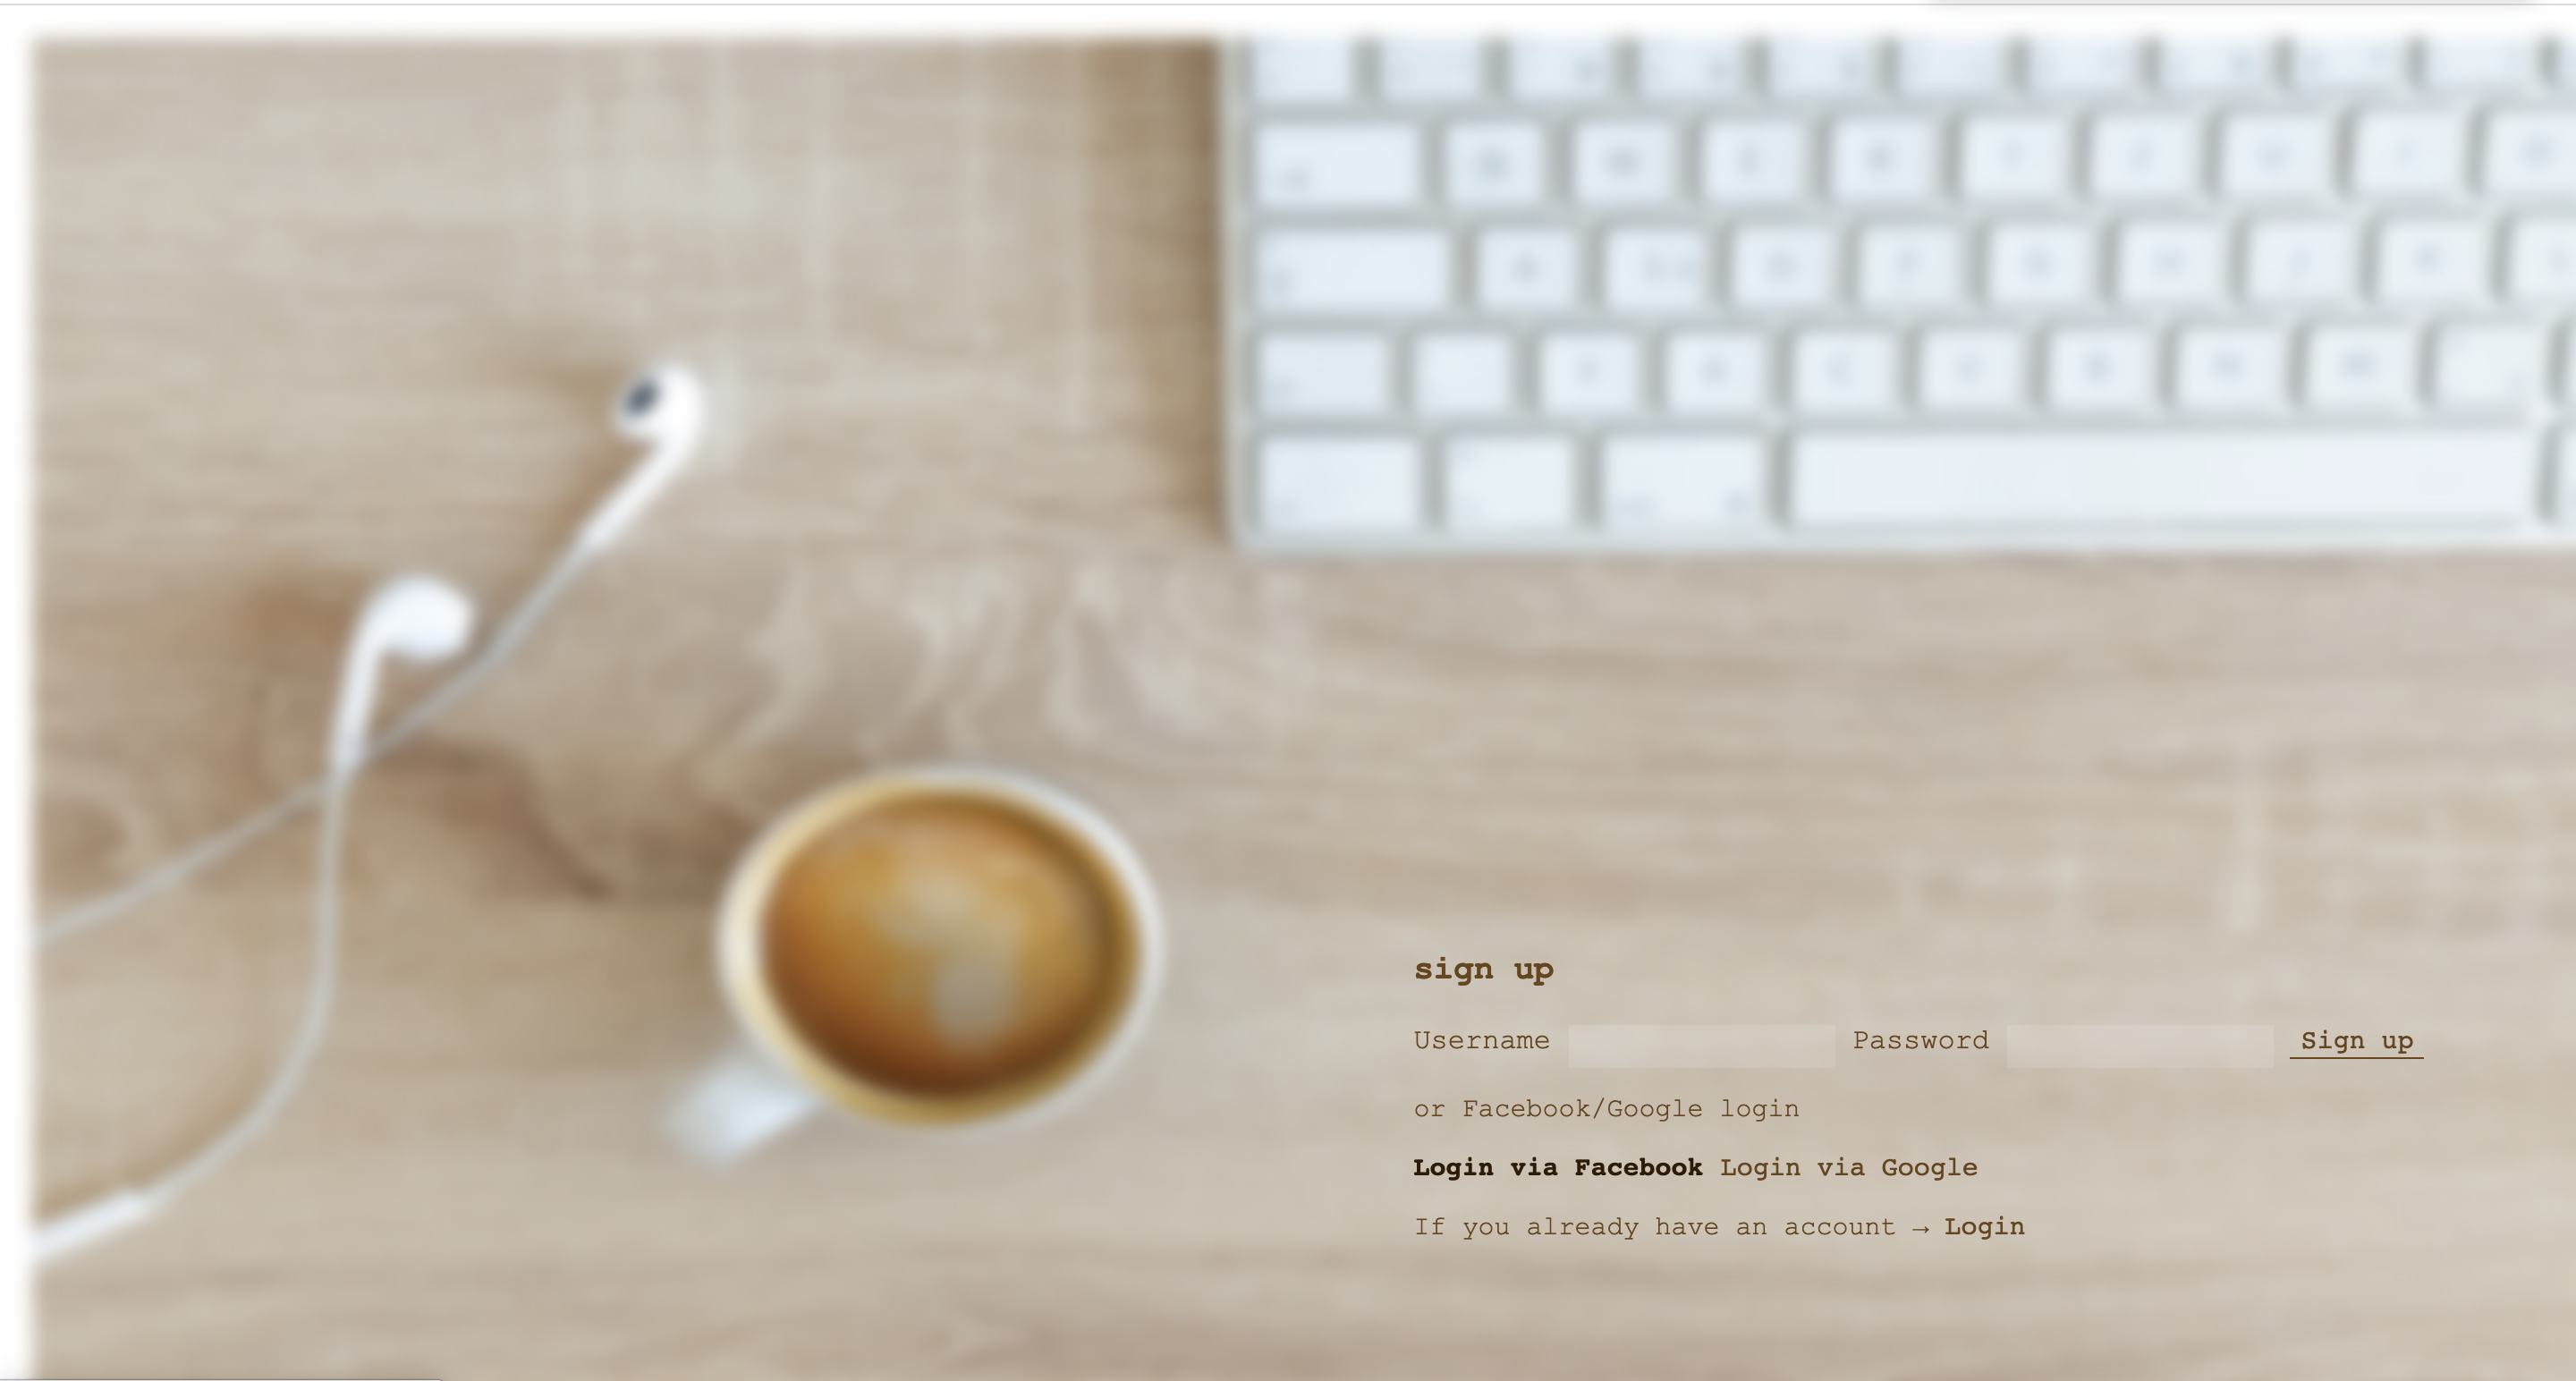 sign up
Username Password Sign up
or Facebook/Google login
Login via Facebook Login via Google
If you already have an account → Login